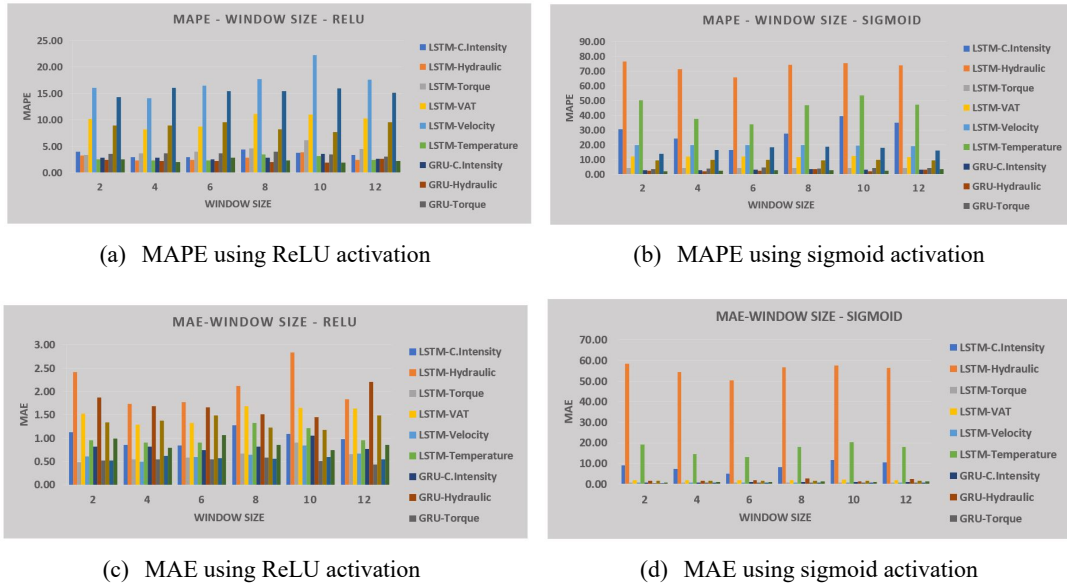 MAPE - WINDOW SIZE - RELU
25.00
20.00
15.00
10.00
5.00
0.00
MAPE
2 4 6 8 10 12
WINDOW SIZE
LSTM-C.Intensity
LSTM-Hydraulic
LSTM-Torque
LSTM-VAT
LSTM-Velocity
LSTM-Temperature
GRU-C.Intensity
GRU-Hydraulic
GRU-Torque
(a) MAPE using ReLU activation
MAPE - WINDOW SIZE - SIGMOID
90.00
80.00
70.00
60.00
50.00
40.00
30.00
20.00
10.00
0.00
MAPE
2 4 6 8 10 12
WINDOW SIZE
LSTM-C.Intensity
LSTM-Hydraulic
LSTM-Torque
LSTM-VAT
LSTM-Velocity
LSTM-Temperature
GRU-C.Intensity
GRU-Hydraulic
GRU-Torque
(b) MAPE using sigmoid activation
MAE-WINDOW SIZE - RELU
3.00
2.50
2.00
1.50
1.00
0.50
0.00
MAE
2 4 6 8 10 12
WINDOW SIZE
LSTM-C.Intensity
LSTM-Hydraulic
LSTM-Torque
LSTM-VAT
LSTM-Velocity
LSTM-Temperature
GRU-C.Intensity
GRU-Hydraulic
GRU-Torque
(c) MAE using ReLU activation
MAE-WINDOW SIZE - SIGMOID
70.00
60.00
50.00
40.00
30.00
20.00
10.00
0.00
MAE
2 4 6 8 10 12
WINDOW SIZE
LSTM-C.Intensity
LSTM-Hydraulic
LSTM-Torque
LSTM-VAT
LSTM-Velocity
LSTM-Temperature
GRU-C.Intensity
GRU-Hydraulic
GRU-Torque
(d) MAE using sigmoid activation